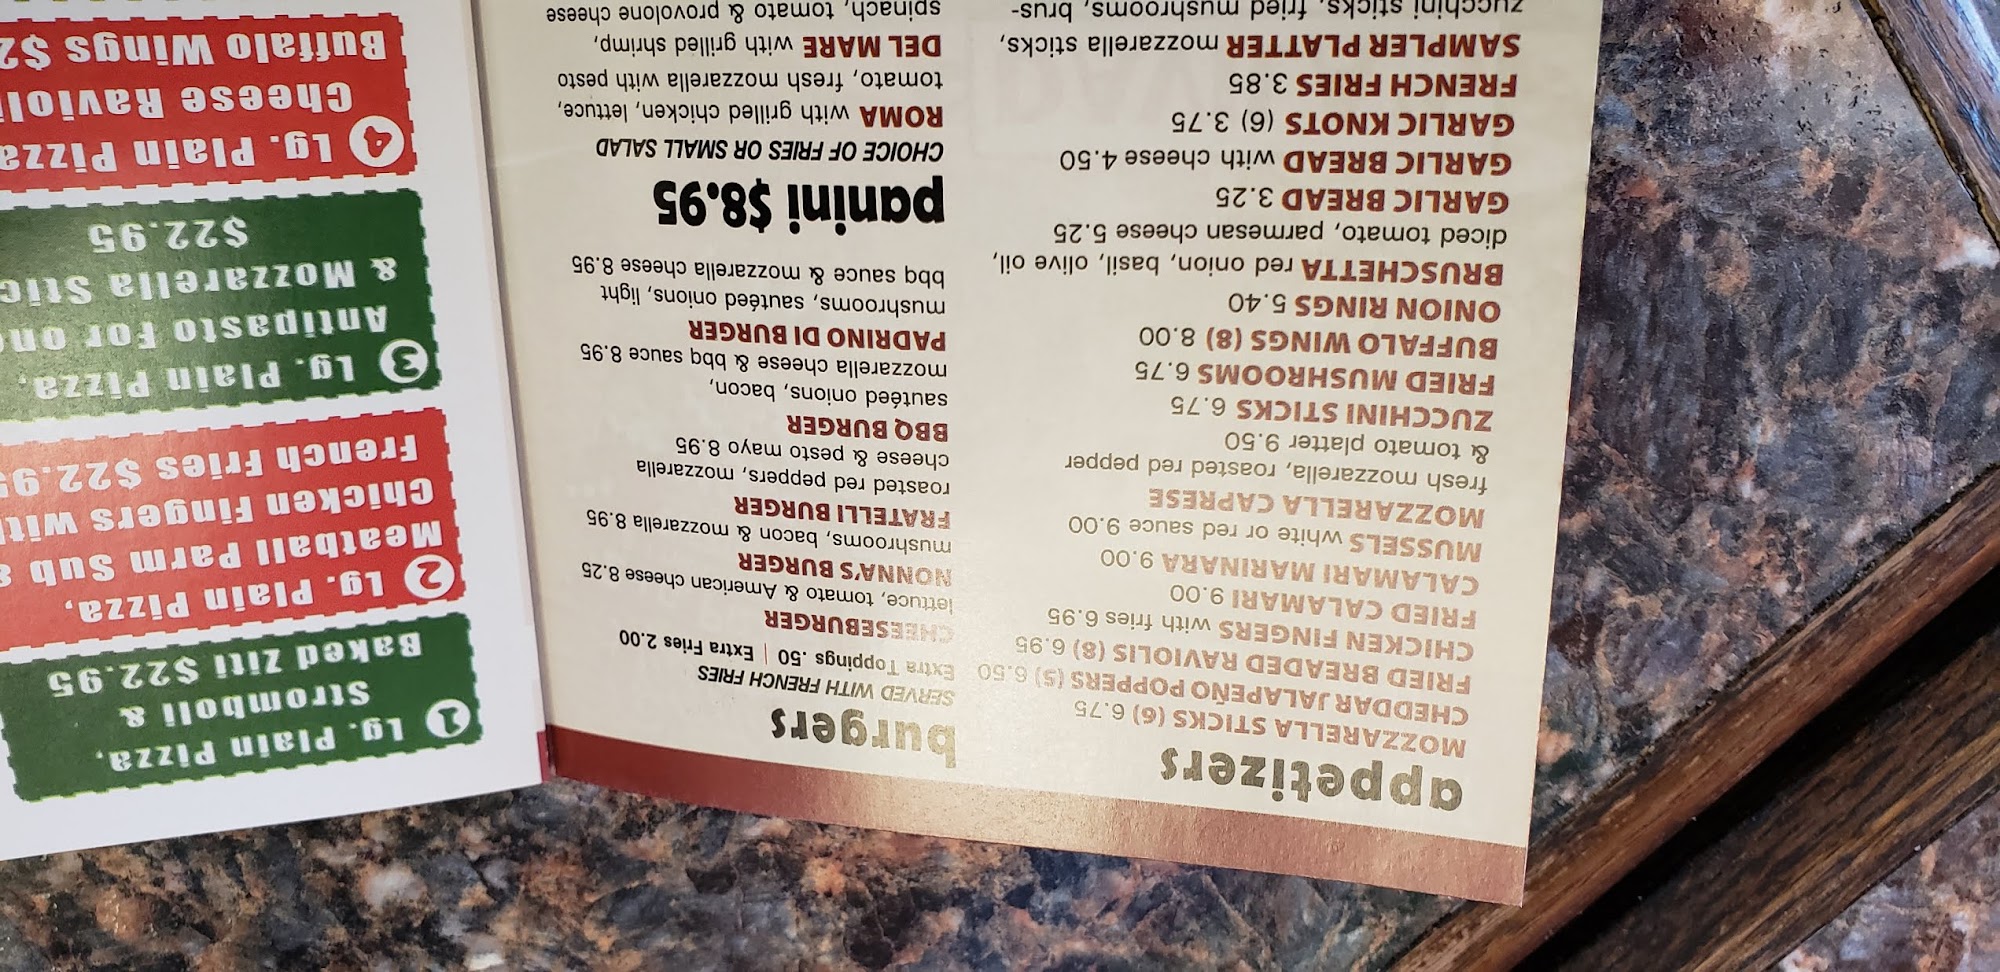 appetizers
MOZZARELLA STICKS (6) 6.75
CHEDDAR JALAPEÑO POPPERS (5) 6.50
FRIED BREADED RAVIOLIS (8) 6.95
CHICKEN FINGERS with fries 6.95
FRIED CALAMARI 9.00
CALAMARI MARINARA 9.00
MUSSELS white or red sauce 9.00
MOZZARELLA CAPRESE
fresh mozzarella, roasted red pepper
& tomato platter 9.50
ZUCCHINI STICKS 6.75
FRIED MUSHROOMS 6.75
BUFFALO WINGS (8) 8.00
ONION RINGS 5.40
BRUSCHETTA red onion, basil, olive oil,
diced tomato, parmesan cheese 5.25
GARLIC BREAD 3.25
GARLIC BREAD with cheese 4.50
GARLIC KNOTS (6) 3.75
FRENCH FRIES 3.85
SAMPLER PLATTER mozzarella sticks,
zucchini sticks, fried mushrooms, brus-
burgers
SERVED WITH FRENCH FRIES
Extra Toppings .50 | Extra Fries 2.00
CHEESEBURGER
lettuce, tomato & American cheese 8.25
NONNA'S BURGER
mushrooms, bacon & mozzarella 8.95
FRATELLI BURGER
roasted red peppers, mozzarella
cheese & pesto mayo 8.95
BBQ BURGER
sautéed onions, bacon,
mozzarella cheese & bbq sauce 8.95
PADRINO DI BURGER
mushrooms, sautéed onions, light
bbq sauce & mozzarella cheese 8.95
panini $8.95
CHOICE OF FRIES OR SMALL SALAD
ROMA with grilled chicken, lettuce,
tomato, fresh mozzarella with pesto
DEL MARE with grilled shrimp,
spinach, tomato & provolone cheese
1 Lg. Plain Pizza,
Stromboli &
Baked Ziti $22.95
2 Lg. Plain Pizza,
Meatball Parm Sub &
Chicken Fingers with
French Fries $22.95
3 Lg. Plain Pizza,
Antipasto For one
& Mozzarella Stic
$22.95
4 Lg. Plain Pizza
Cheese Ravioli
Buffalo Wings $2